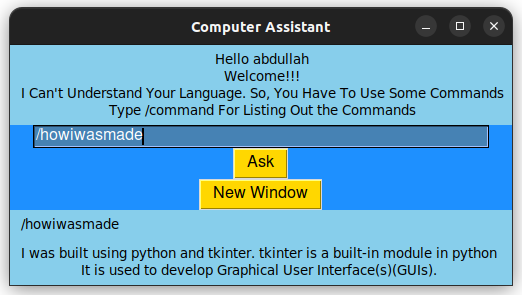 Computer Assistant
Hello abdullah
Welcome!!!
I Can't Understand Your Language. So, You Have To Use Some Commands
Type /command For Listing Out the Commands
/howiwasmade
Ask
New Window
/howiwasmade
I was built using python and tkinter. tkinter is a built-in module in python
It is used to develop Graphical User Interface(s)(GUIs).